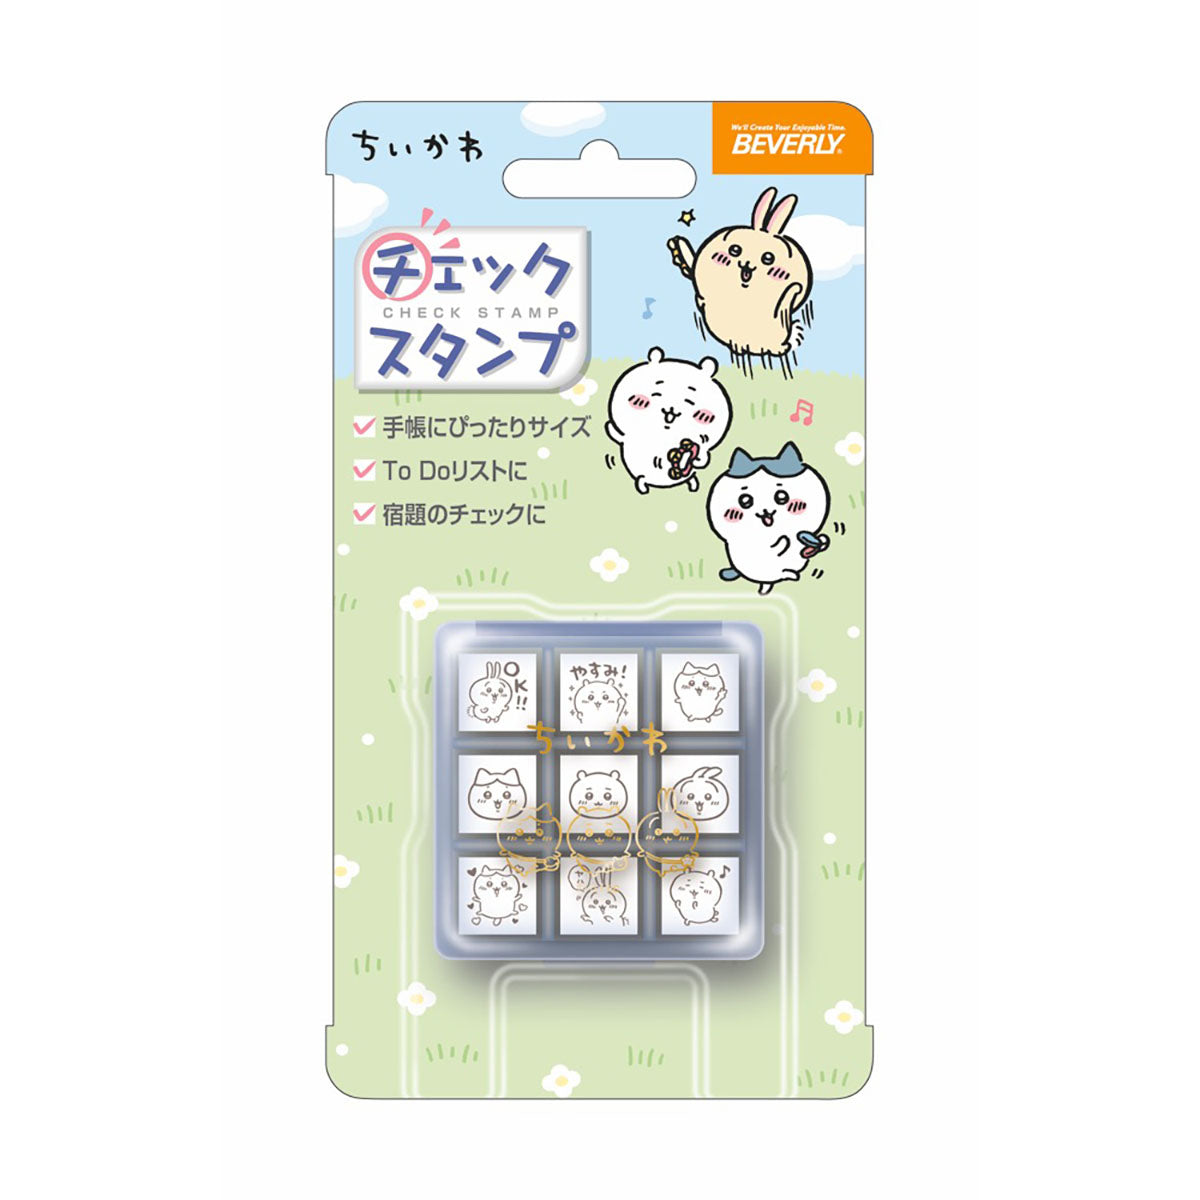 ちいかわ
We'll Create Your Enjoyable Time.
BEVERLY®
チェック
CHECK STAMP
スタンプ
手帳にぴったりサイズ
To Doリストに
宿題のチェックに
OK!!
やすみ!
ちいかわ